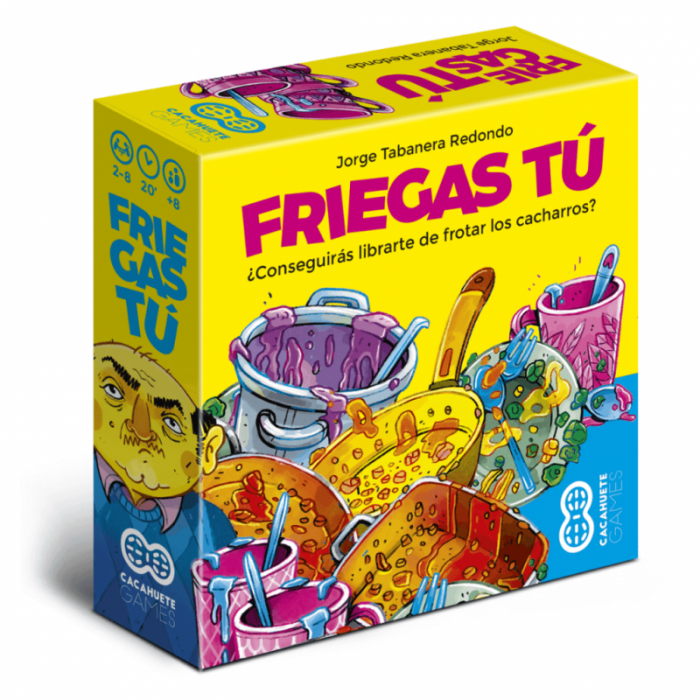 Jorge Tabanera Redondo
FRIE
GAS
TÚ
CACAHUETE
GAMES
Jorge Tabanera Redondo
FRIEGAS TÚ
¿Conseguirás librarte de frotar los cacharros?
2-8
20'
+8
FRIE
GAS
TÚ
CACAHUETE
GAMES
CACAHUETE
GAMES